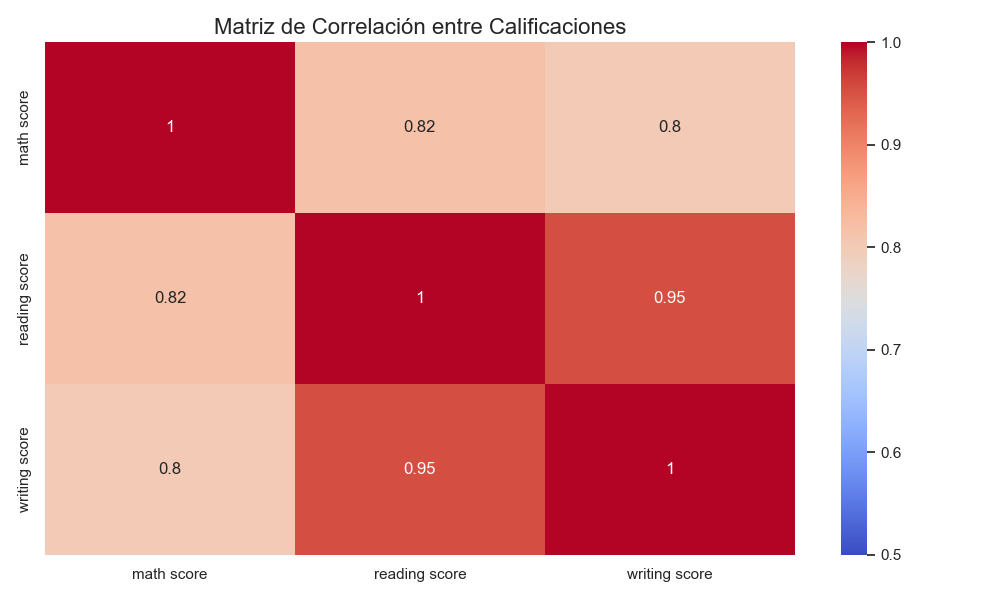 Matriz de Correlación entre Calificaciones
math score
1
0.82
0.8
reading score
0.82
1
0.95
writing score
0.8
0.95
1
math score
reading score
writing score
1.0
0.9
0.8
0.7
0.6
0.5